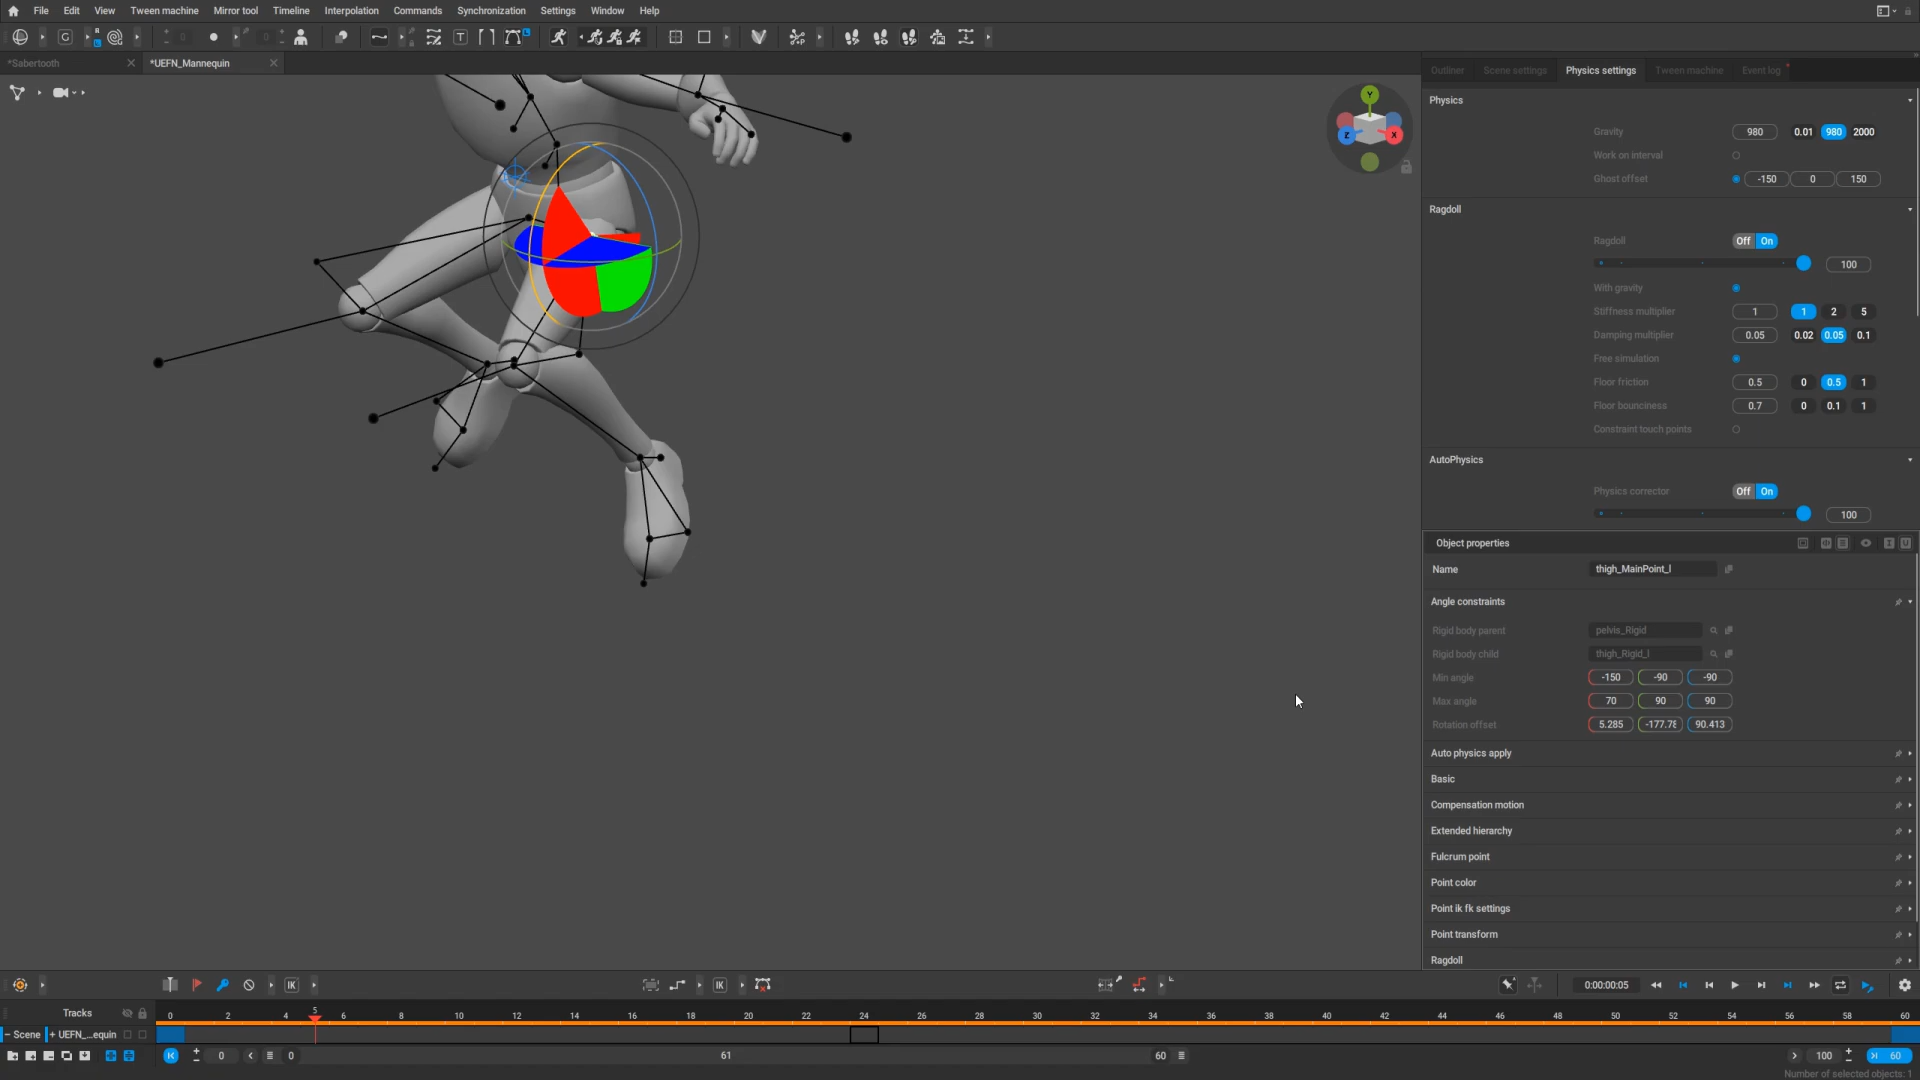 File Edit View Tween machine Mirror tool Timeline Interpolation Commands Synchronization Settings Window Help
*Sabertooth *UEFN_Mannequin
Outliner Scene settings Physics settings Tween machine Event log
Physics
Gravity 980 0.01 980 2000
Work on interval
Ghost offset -150 0 150
Ragdoll
Ragdoll Off On
100
With gravity
Stiffness multiplier 1 1 2 5
Damping multiplier 0.05 0.02 0.05 0.1
Free simulation
Floor friction 0.5 0 0.5 1
Floor bounciness 0.7 0 0.1 1
Constraint touch points
AutoPhysics
Physics corrector Off On
100
Object properties
Name thigh_MainPoint_l
Angle constraints
Rigid body parent pelvis_Rigid
Rigid body child thigh_Rigid_l
Min angle -150 -90 -90
Max angle 70 90 90
Rotation offset 5.285 -177.78 90.413
Auto physics apply
Basic
Compensation motion
Extended hierarchy
Fulcrum point
Point color
Point ik fk settings
Point transform
Ragdoll
Y
Z X
IK IK 0:00:00:05
Tracks 0 2 4 5 6 8 10 12 14 16 18 20 22 24 26 28 30 32 34 36 38 40 42 44 46 48 50 52 54 56 58 60
Scene + UEFN_...equin
0 0 61 60 100 60
Number of selected objects: 1